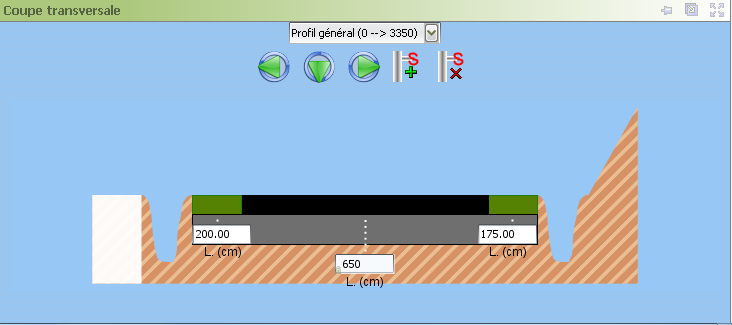 Coupe transversale
Profil général (0 --> 3350)
S
S
200.00
175.00
L. (cm)
L. (cm)
650
L. (cm)